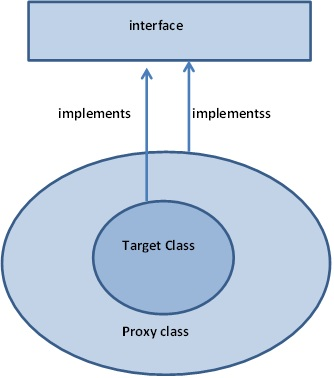 interface
implements
implementss
Target Class
Proxy class